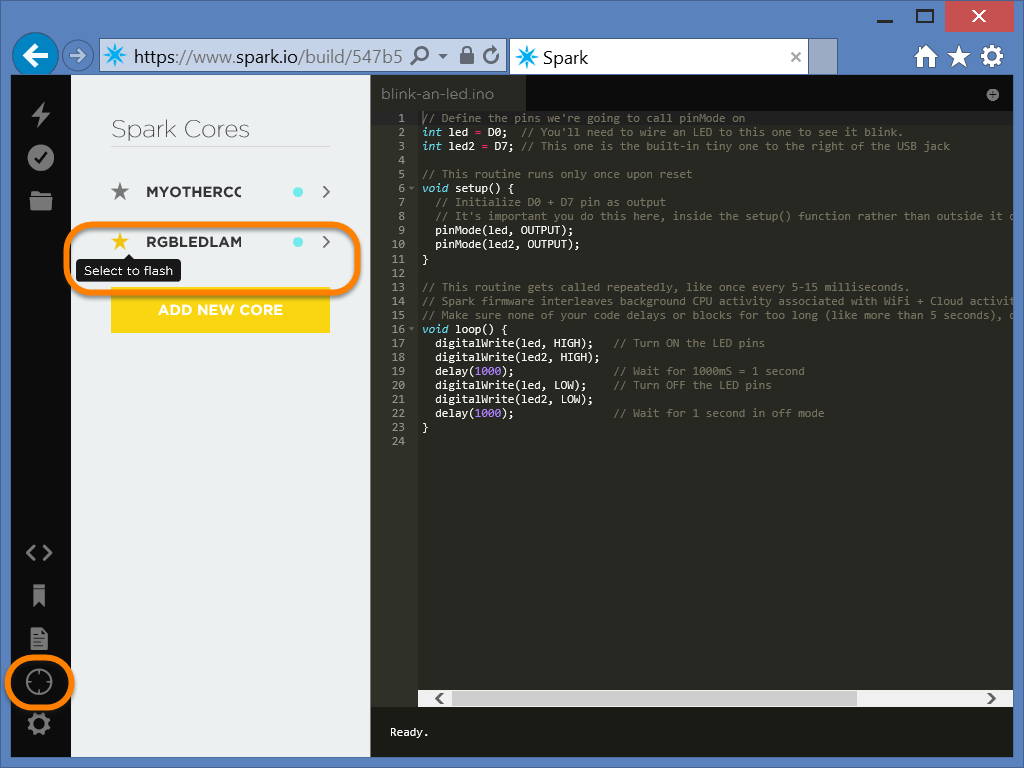 https://www.spark.io/build/547b5
Spark
Spark Cores
MYOTHERCO
RGBLEDLAM
Select to flash
ADD NEW CORE
blink-an-led.ino
1 // Define the pins we're going to call pinMode on
2 int led = D0;  // You'll need to wire an LED to this one to see it blink.
3 int led2 = D7; // This one is the built-in tiny one to the right of the USB jack
4
5 // This routine runs only once upon reset
6 void setup() {
7   // Initialize D0 + D7 pin as output
8   // It's important you do this here, inside the setup() function rather than outside it
9   pinMode(led, OUTPUT);
10   pinMode(led2, OUTPUT);
11 }
12
13 // This routine gets called repeatedly, like once every 5-15 milliseconds.
14 // Spark firmware interleaves background CPU activity associated with WiFi + Cloud activit
15 // Make sure none of your code delays or blocks for too long (like more than 5 seconds),
16 void loop() {
17   digitalWrite(led, HIGH);   // Turn ON the LED pins
18   digitalWrite(led2, HIGH);
19   delay(1000);               // Wait for 1000mS = 1 second
20   digitalWrite(led, LOW);    // Turn OFF the LED pins
21   digitalWrite(led2, LOW);
22   delay(1000);               // Wait for 1 second in off mode
23 }
24
Ready.